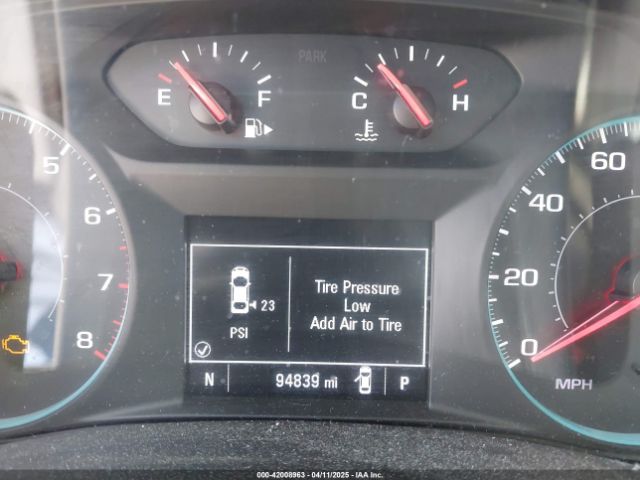 PARK
E F
C H
5
6
7
8
60
40
20
0
MPH
23
PSI
Tire Pressure
Low
Add Air to Tire
N 94839 mi P
000-42008963 - 04/11/2025 - IAA Inc.